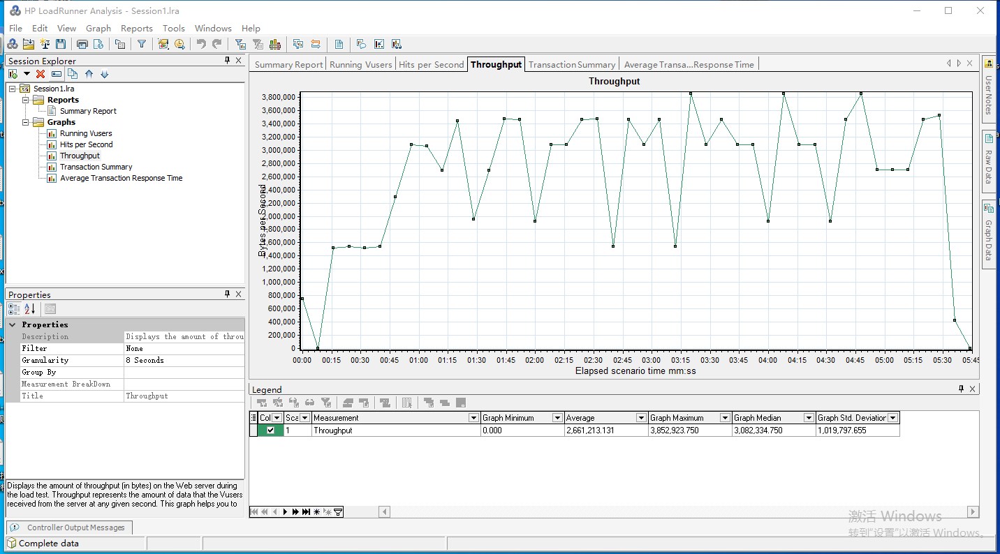 HP LoadRunner Analysis - Session1.lra
File Edit View Graph Reports Tools Windows Help
Session Explorer
Session1.lra
Reports
Summary Report
Graphs
Running Vusers
Hits per Second
Throughput
Transaction Summary
Average Transaction Response Time
Properties
Properties
Description Displays the amount of throu
Filter None
Granularity 8 Seconds
Group By
Measurement BreakDown
Title Throughput
Displays the amount of throughput (in bytes) on the Web server during
the load test. Throughput represents the amount of data that the Vusers
received from the server at any given second. This graph helps you to
Summary Report Running Vusers Hits per Second Throughput Transaction Summary Average Transa...Response Time
Throughput
3,800,000
3,600,000
3,400,000
3,200,000
3,000,000
2,800,000
2,600,000
2,400,000
2,200,000
2,000,000
1,800,000
1,600,000
1,400,000
1,200,000
1,000,000
800,000
600,000
400,000
200,000
0
Bytes per Second
00:00 00:15 00:30 00:45 01:00 01:15 01:30 01:45 02:00 02:15 02:30 02:45 03:00 03:15 03:30 03:45 04:00 04:15 04:30 04:45 05:00 05:15 05:30 05:45
Elapsed scenario time mm:ss
User Notes
Raw Data
Graph Data
Legend
Col Sca Measurement Graph Minimum Average Graph Maximum Graph Median Graph Std. Deviation
1 Throughput 0.000 2,661,213.131 3,852,923.750 3,082,334.750 1,019,797.655
激活 Windows
转到"设置"以激活 Windows。
Controller Output Messages
Complete data